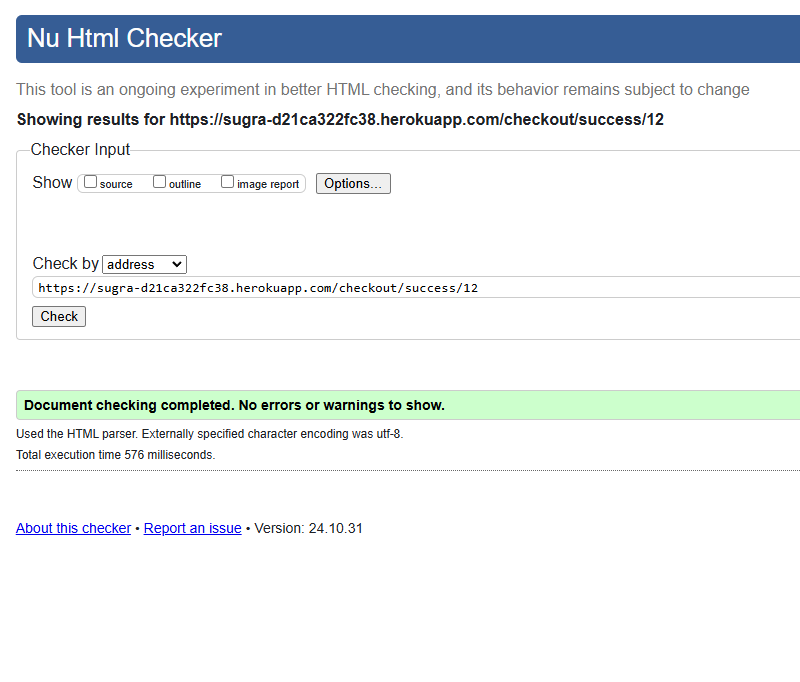 Nu Html Checker
This tool is an ongoing experiment in better HTML checking, and its behavior remains subject to change
Showing results for https://sugra-d21ca322fc38.herokuapp.com/checkout/success/12
Checker Input
Show source outline image report Options...
Check by address
https://sugra-d21ca322fc38.herokuapp.com/checkout/success/12
Check
Document checking completed. No errors or warnings to show.
Used the HTML parser. Externally specified character encoding was utf-8.
Total execution time 576 milliseconds.
About this checker • Report an issue • Version: 24.10.31